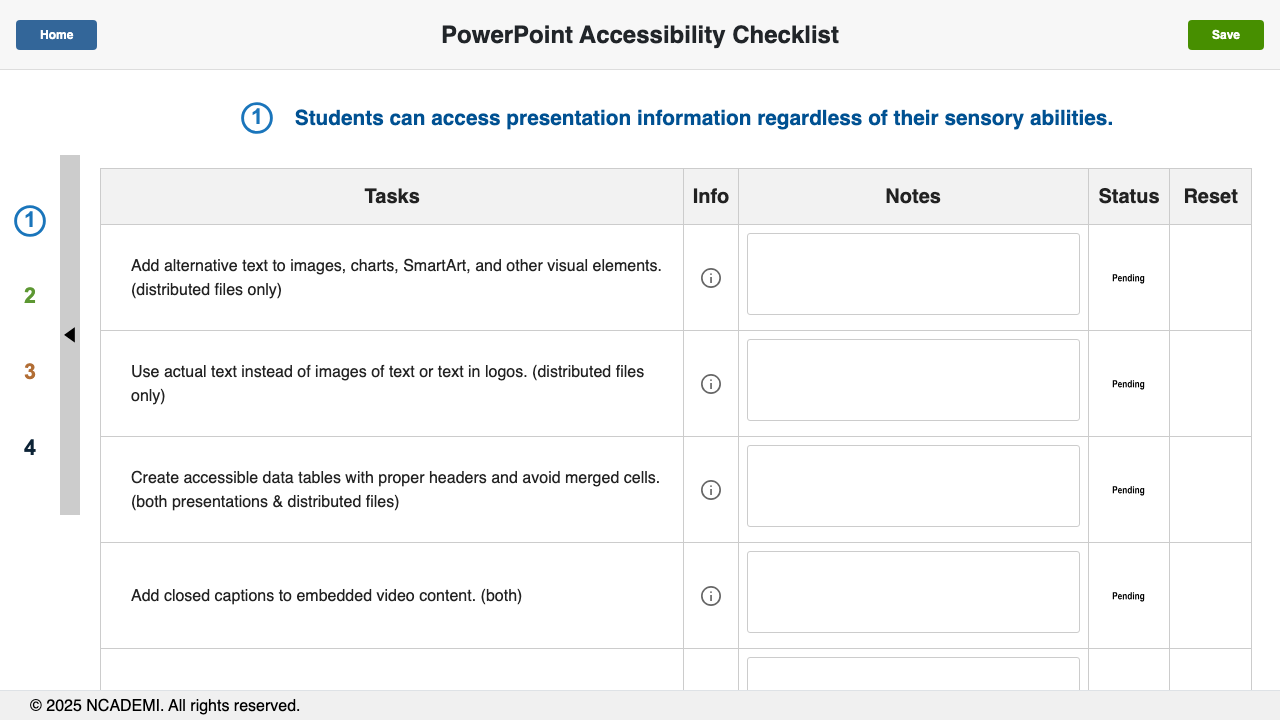 Home
PowerPoint Accessibility Checklist
Save
1
Students can access presentation information regardless of their sensory abilities.
1
2
3
4
Tasks
Info
Notes
Status
Reset
Add alternative text to images, charts, SmartArt, and other visual elements.
(distributed files only)
Pending
Use actual text instead of images of text or text in logos. (distributed files
only)
Pending
Create accessible data tables with proper headers and avoid merged cells.
(both presentations & distributed files)
Pending
Add closed captions to embedded video content. (both)
Pending
© 2025 NCADEMI. All rights reserved.